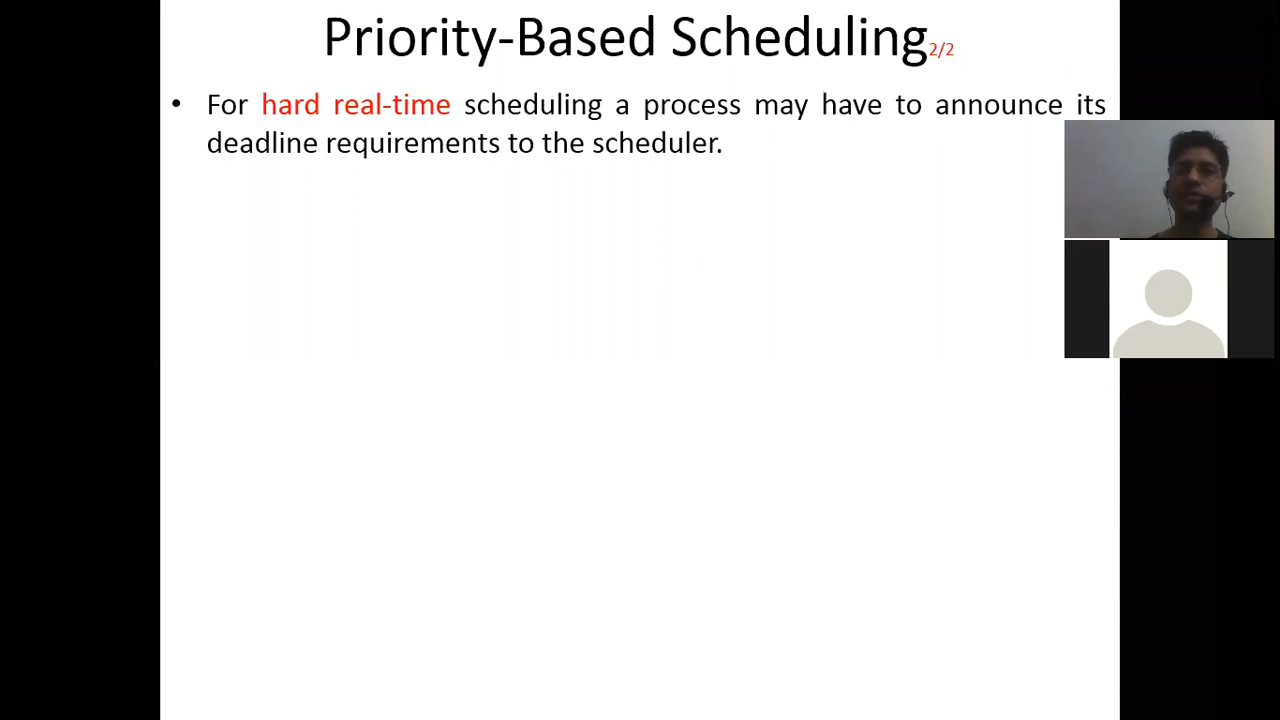 Priority-Based Scheduling2/2
• For hard real-time scheduling a process may have to announce its
deadline requirements to the scheduler.